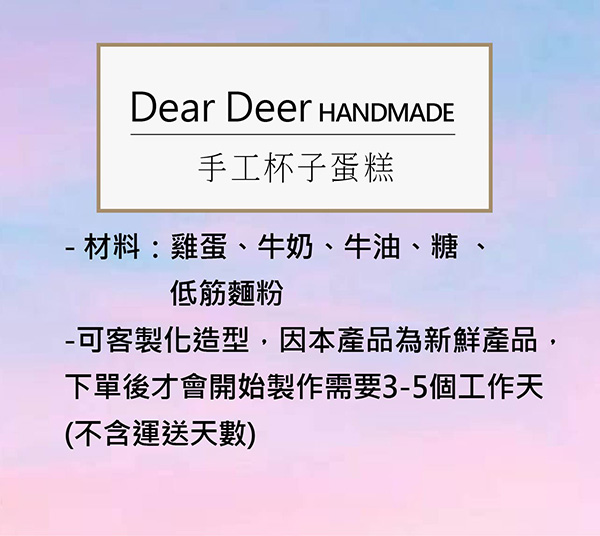 Dear Deer HANDMADE
手工杯子蛋糕
- 材料：雞蛋、牛奶、牛油、糖 、
低筋麵粉
-可客製化造型，因本產品為新鮮產品，
下單後才會開始製作需要3-5個工作天
(不含運送天數)